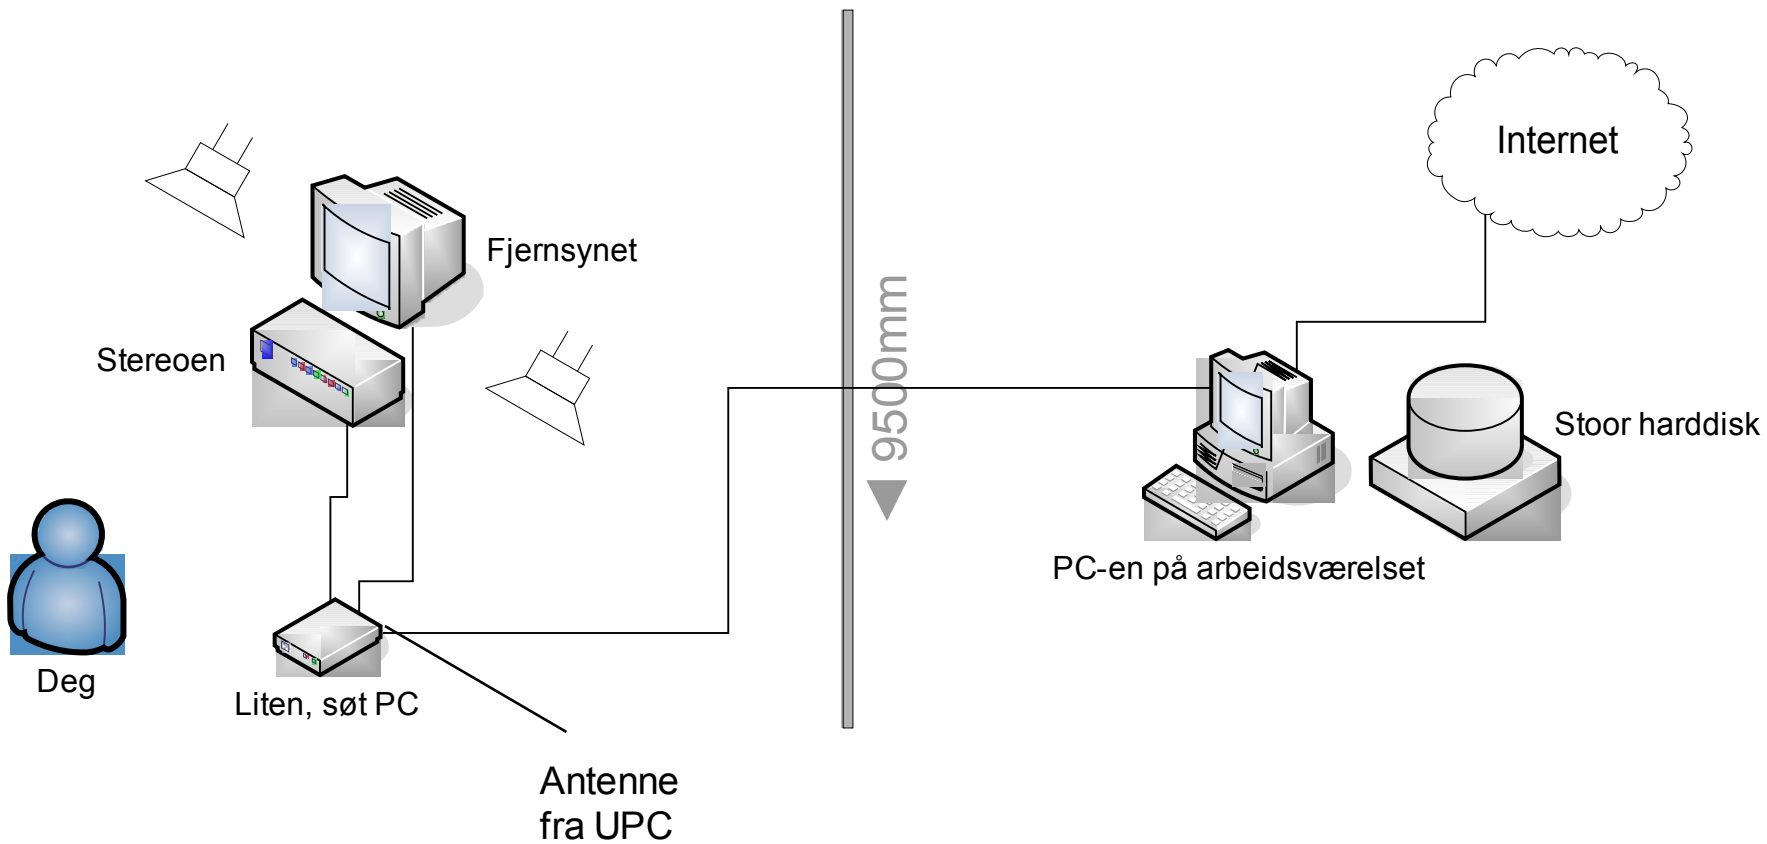 Internet
Fjernsynet
Stereoen
9500mm
Stoor harddisk
PC-en på arbeidsværelset
Deg
Liten, søt PC
Antenne
fra UPC